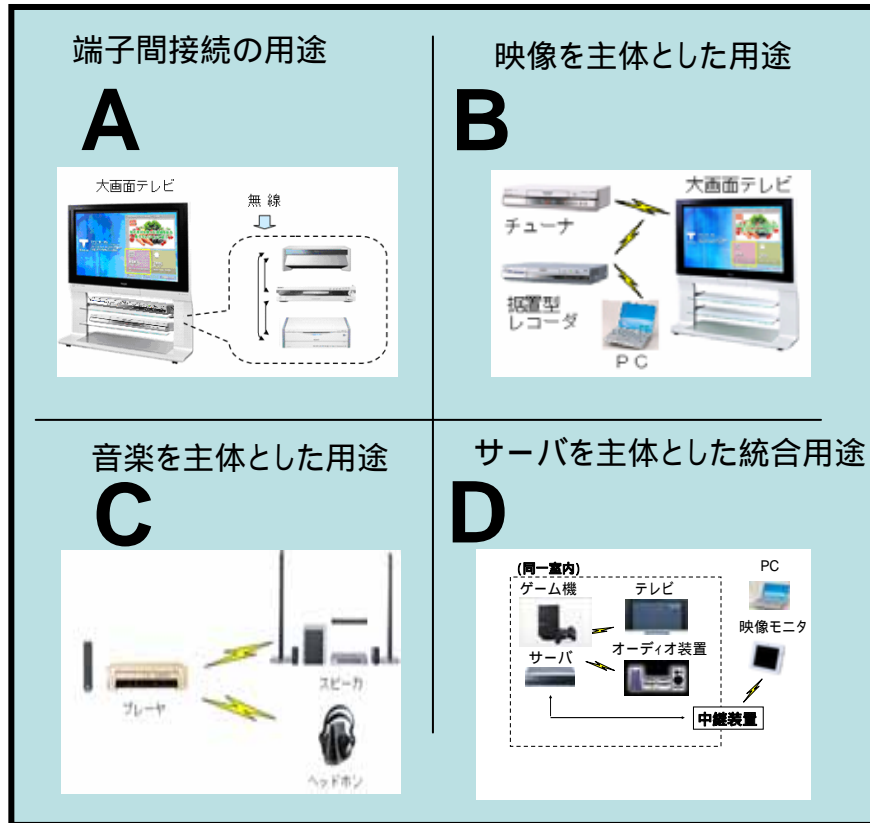 端子間接続の用途
A
大画面テレビ
無線
映像を主体とした用途
B
大画面テレビ
チューナ
据置型
レコーダ
PC
音楽を主体とした用途
C
プレーヤ
スピーカ
ヘッドホン
サーバを主体とした統合用途
D
(同一室内)
ゲーム機
テレビ
サーバ
オーディオ装置
PC
映像モニタ
中継装置